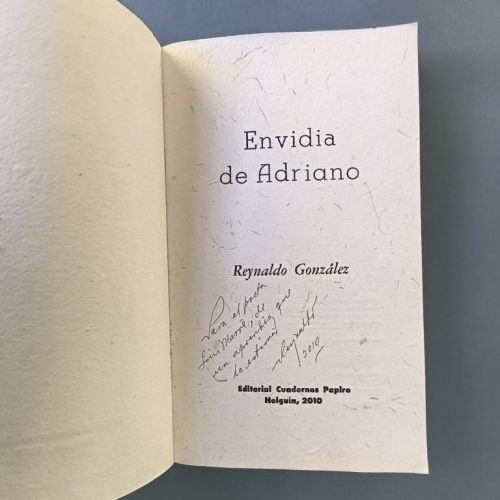 Envidia
de Adriano
Reynaldo González
Para el poeta
Luis Marré, de
un aprendiz que
lo estima
Reynaldo
2010
Editorial Cuadernos Papiro
Holguín, 2010